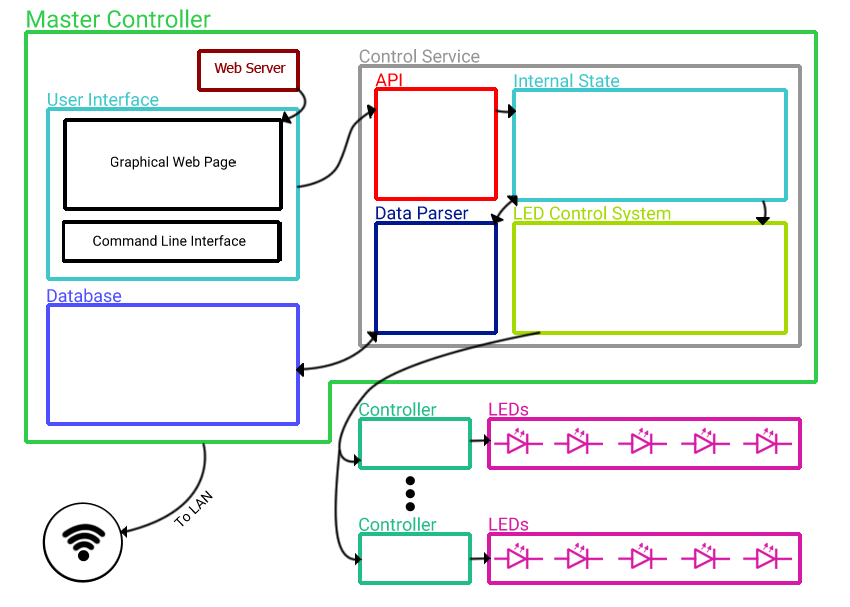 Master Controller
Web Server
Control Service
User Interface
API
Internal State
Graphical Web Page
Command Line Interface
Data Parser
LED Control System
Database
Controller
LEDs
To LAN
Controller
LEDs